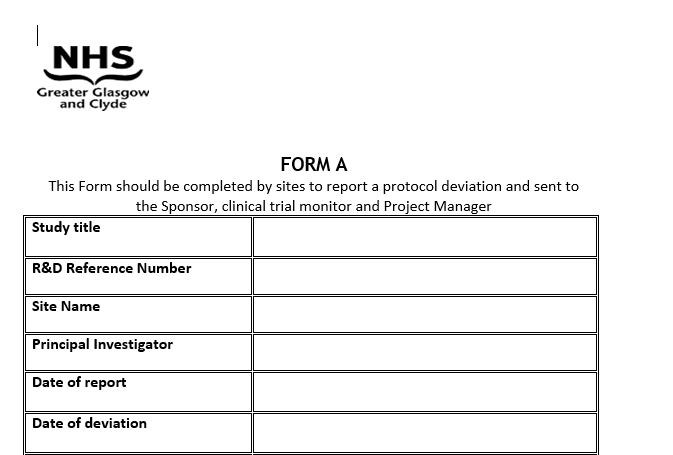 NHS
Greater Glasgow
and Clyde
FORM A
This Form should be completed by sites to report a protocol deviation and sent to
the Sponsor, clinical trial monitor and Project Manager
Study title
R&D Reference Number
Site Name
Principal Investigator
Date of report
Date of deviation